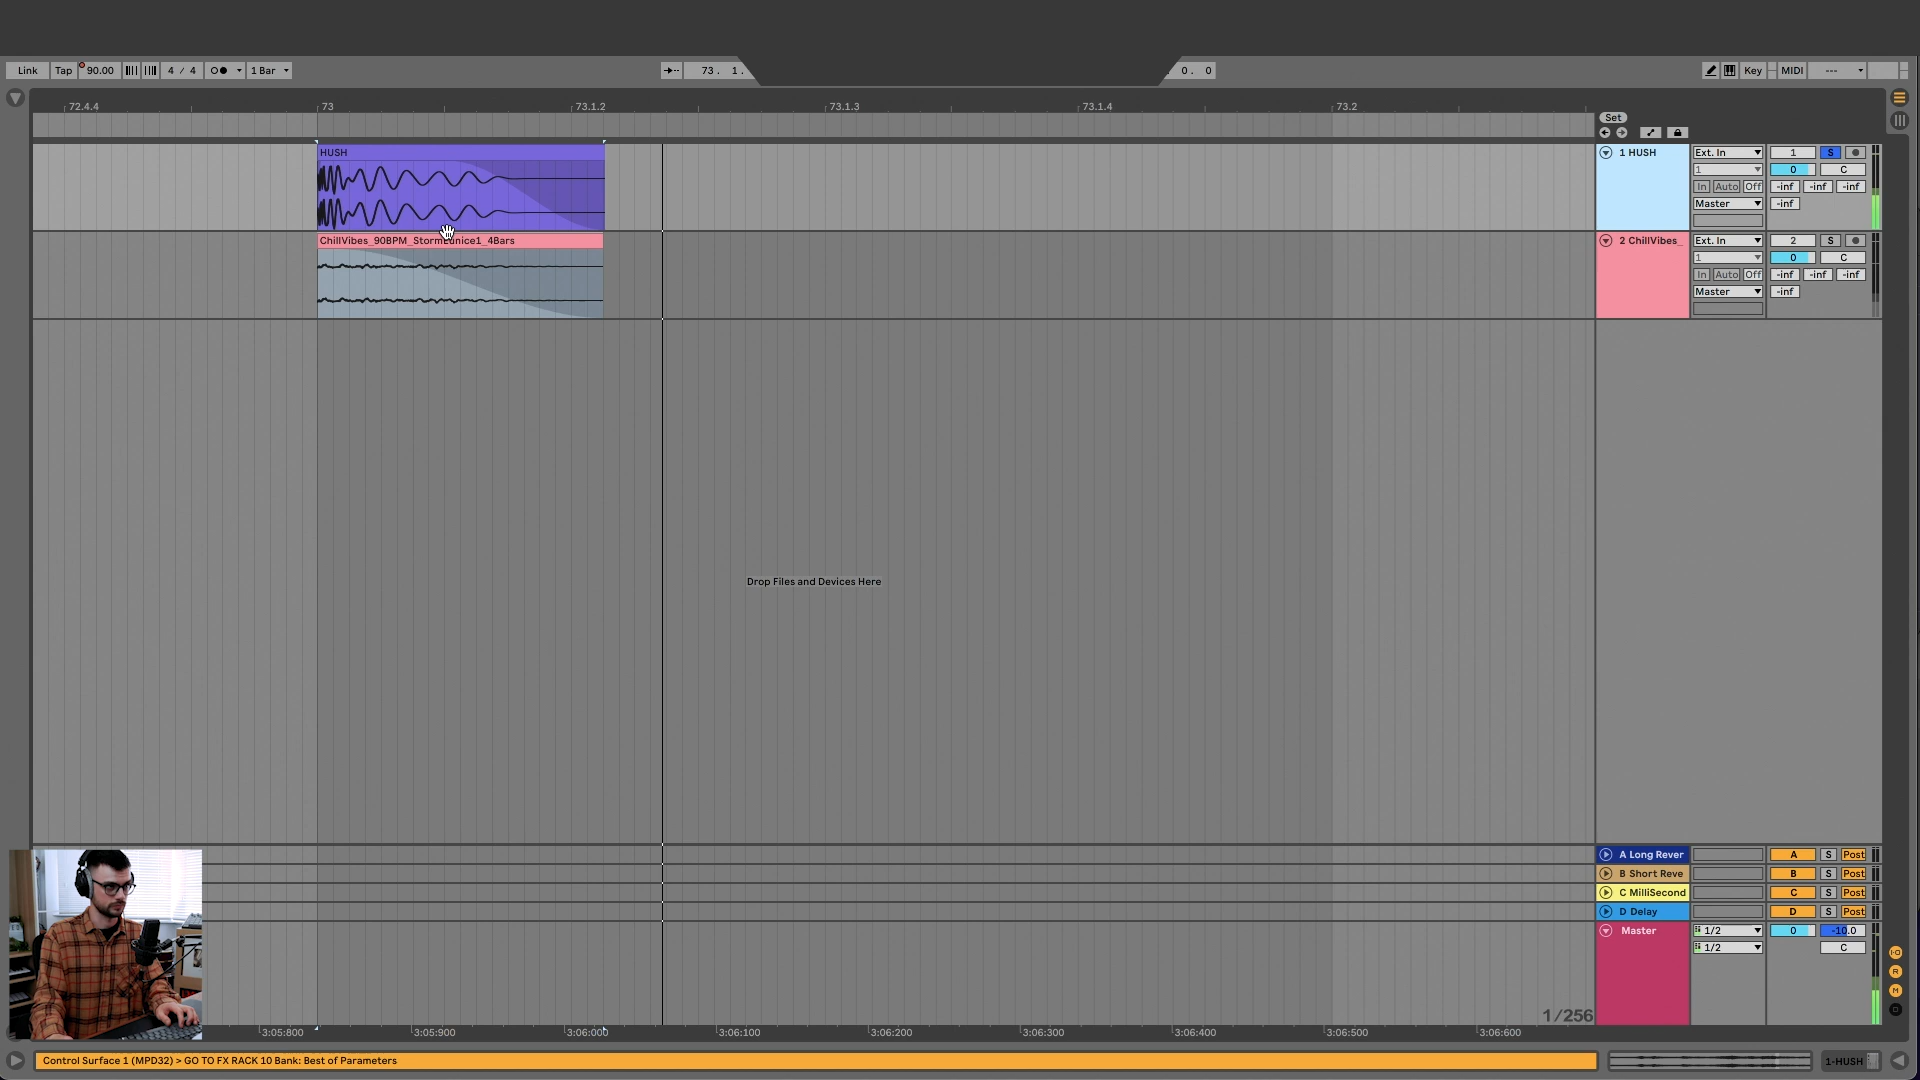 Link Tap 90.00 4 / 4 1 Bar 73. 1. 0. 0 Key MIDI ---
72.4.4 73 73.1.2 73.1.3 73.1.4 73.2
Set
HUSH
1 HUSH Ext. In 1 S
1 0 C
In Auto Off -inf -inf -inf
Master -inf
ChillVibes_90BPM_StormEunice1_4Bars
2 ChillVibes_ Ext. In 2 S
1 0 C
In Auto Off -inf -inf -inf
Master -inf
Drop Files and Devices Here
A Long Rever A S Post
B Short Reve B S Post
C MilliSecond C S Post
D Delay D S Post
Master 1/2 0 -10.0
1/2 C
1/256
3:05:800 3:05:900 3:06:000 3:06:100 3:06:200 3:06:300 3:06:400 3:06:500 3:06:600
Control Surface 1 (MPD32) > GO TO FX RACK 10 Bank: Best of Parameters
1-HUSH